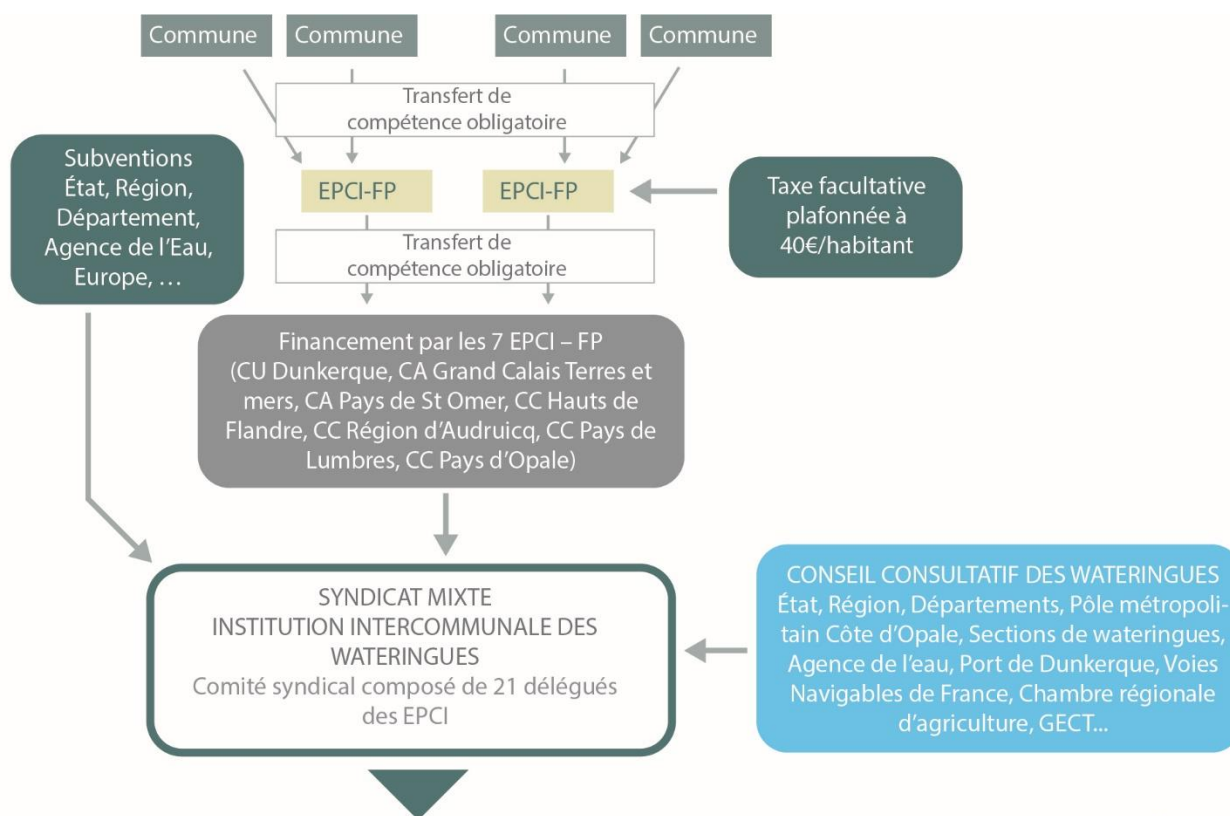 Commune
Commune
Commune
Commune
Transfert de
compétence obligatoire
Subventions
État, Région,
Département,
Agence de l’Eau,
Europe, …
EPCI-FP
EPCI-FP
Taxe facultative
plafonnée à
40€/habitant
Transfert de
compétence obligatoire
Financement par les 7 EPCI – FP
(CU Dunkerque, CA Grand Calais Terres et
mers, CA Pays de St Omer, CC Hauts de
Flandre, CC Région d’Audruicq, CC Pays de
Lumbres, CC Pays d’Opale)
SYNDICAT MIXTE
INSTITUTION INTERCOMMUNALE DES
WATERINGUES
Comité syndical composé de 21 délégués
des EPCI
CONSEIL CONSULTATIF DES WATERINGUES
État, Région, Départements, Pôle métropoli-
tain Côte d’Opale, Sections de wateringues,
Agence de l’eau, Port de Dunkerque, Voies
Navigables de France, Chambre régionale
d’agriculture, GECT...